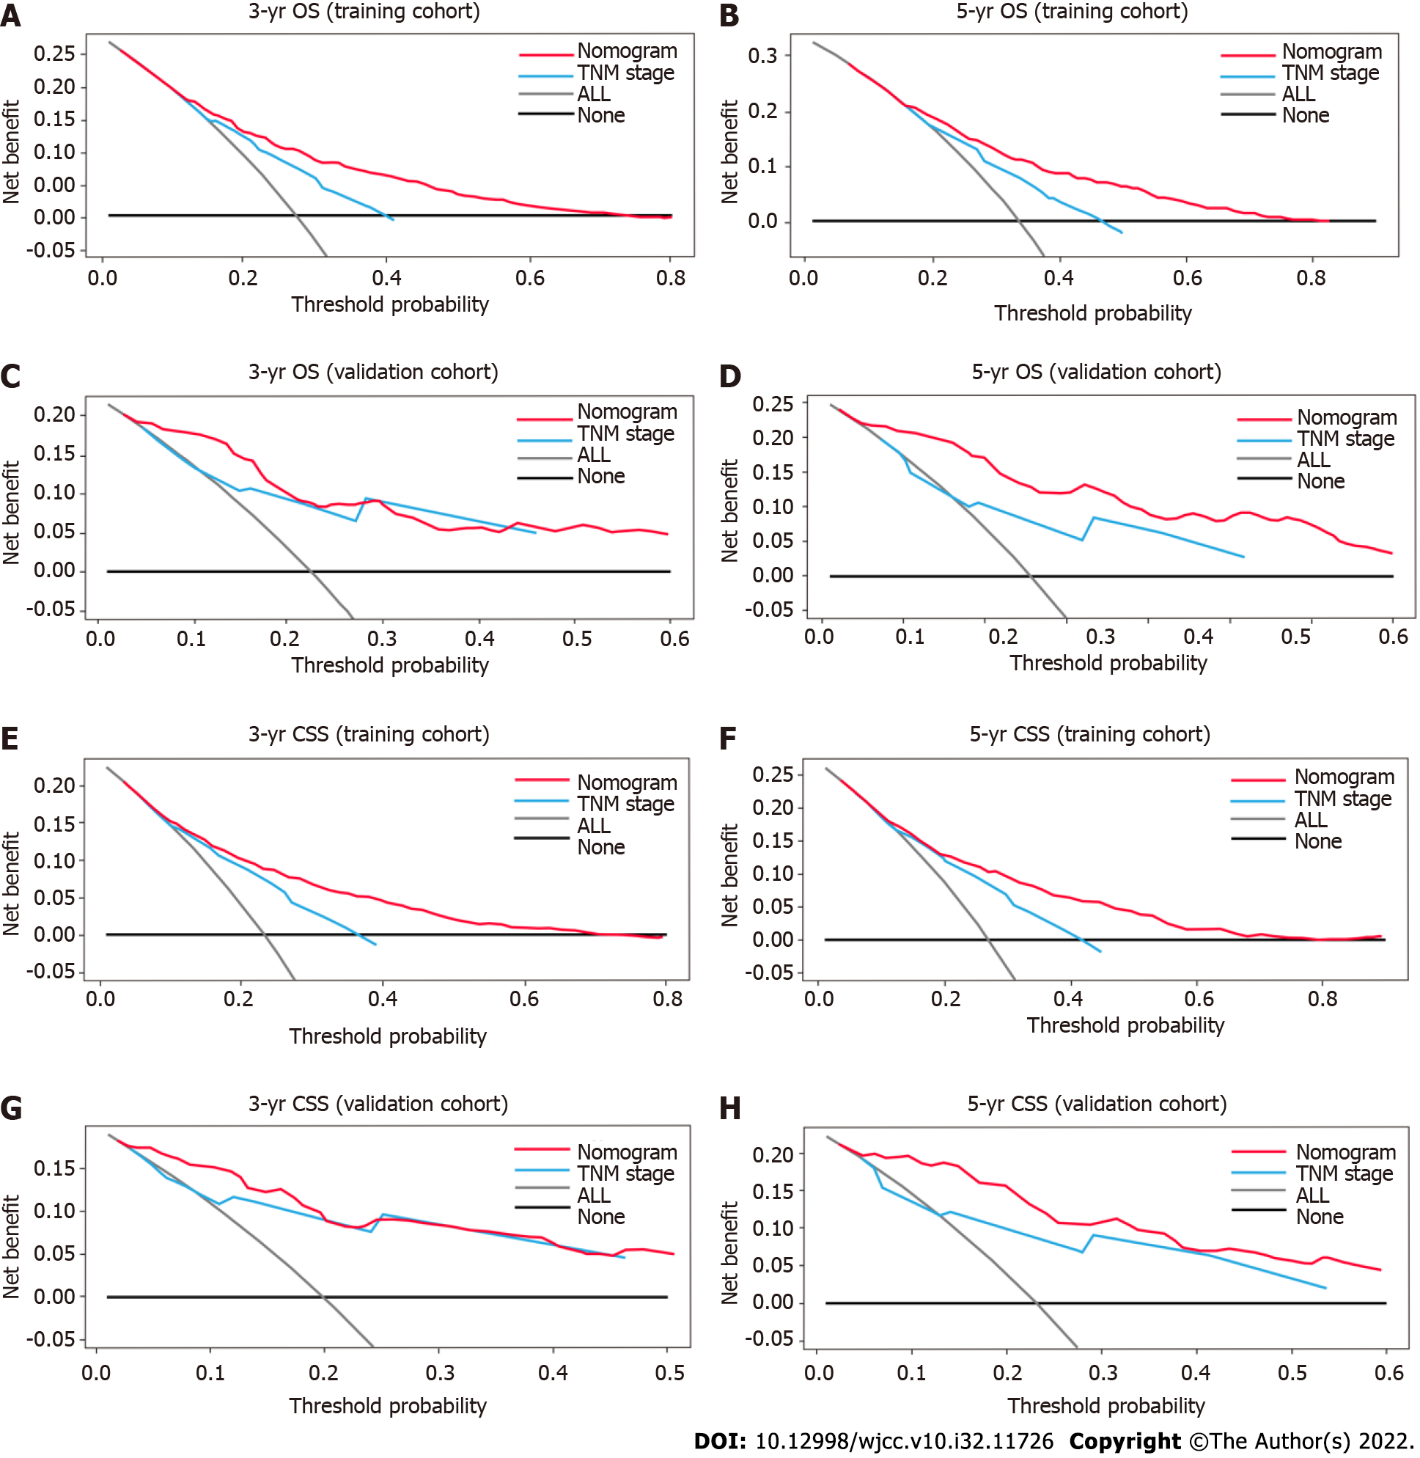 A
3-yr OS (training cohort)
0.25
0.20
0.15
0.10
0.00
0.00
-0.05
Net benefit
Nomogram
TNM stage
ALL
None
0.0 0.2 0.4 0.6 0.8
Threshold probability
B
5-yr OS (training cohort)
0.3
0.2
0.1
0.0
Net benefit
Nomogram
TNM stage
ALL
None
0.0 0.2 0.4 0.6 0.8
Threshold probability
C
3-yr OS (validation cohort)
0.20
0.15
0.10
0.05
0.00
-0.05
Net benefit
Nomogram
TNM stage
ALL
None
0.0 0.1 0.2 0.3 0.4 0.5 0.6
Threshold probability
D
5-yr OS (validation cohort)
0.25
0.20
0.15
0.10
0.05
0.00
-0.05
Net benefit
Nomogram
TNM stage
ALL
None
0.0 0.1 0.2 0.3 0.4 0.5 0.6
Threshold probability
E
3-yr CSS (training cohort)
0.20
0.15
0.10
0.05
0.00
-0.05
Net benefit
Nomogram
TNM stage
ALL
None
0.0 0.2 0.4 0.6 0.8
Threshold probability
F
5-yr CSS (training cohort)
0.25
0.20
0.15
0.10
0.05
0.00
-0.05
Net benefit
Nomogram
TNM stage
ALL
None
0.0 0.2 0.4 0.6 0.8
Threshold probability
G
3-yr CSS (validation cohort)
0.15
0.10
0.05
0.00
-0.05
Net benefit
Nomogram
TNM stage
ALL
None
0.0 0.1 0.2 0.3 0.4 0.5
Threshold probability
H
5-yr CSS (validation cohort)
0.20
0.15
0.10
0.05
0.00
-0.05
Net benefit
Nomogram
TNM stage
ALL
None
0.0 0.1 0.2 0.3 0.4 0.5 0.6
Threshold probability
DOI: 10.12998/wjcc.v10.i32.11726 Copyright ©The Author(s) 2022.